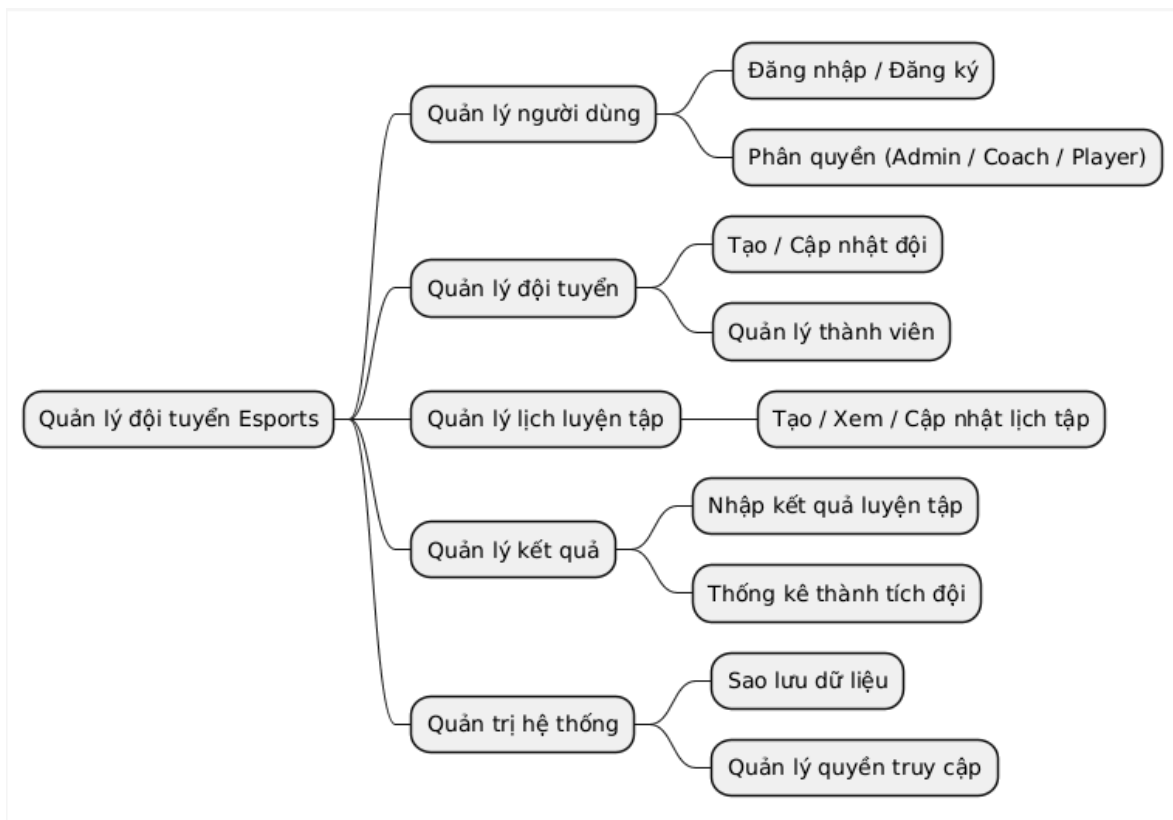 Quản lý đội tuyển Esports
Quản lý người dùng
Đăng nhập / Đăng ký
Phân quyền (Admin / Coach / Player)
Quản lý đội tuyển
Tạo / Cập nhật đội
Quản lý thành viên
Quản lý lịch luyện tập
Tạo / Xem / Cập nhật lịch tập
Quản lý kết quả
Nhập kết quả luyện tập
Thống kê thành tích đội
Quản trị hệ thống
Sao lưu dữ liệu
Quản lý quyền truy cập